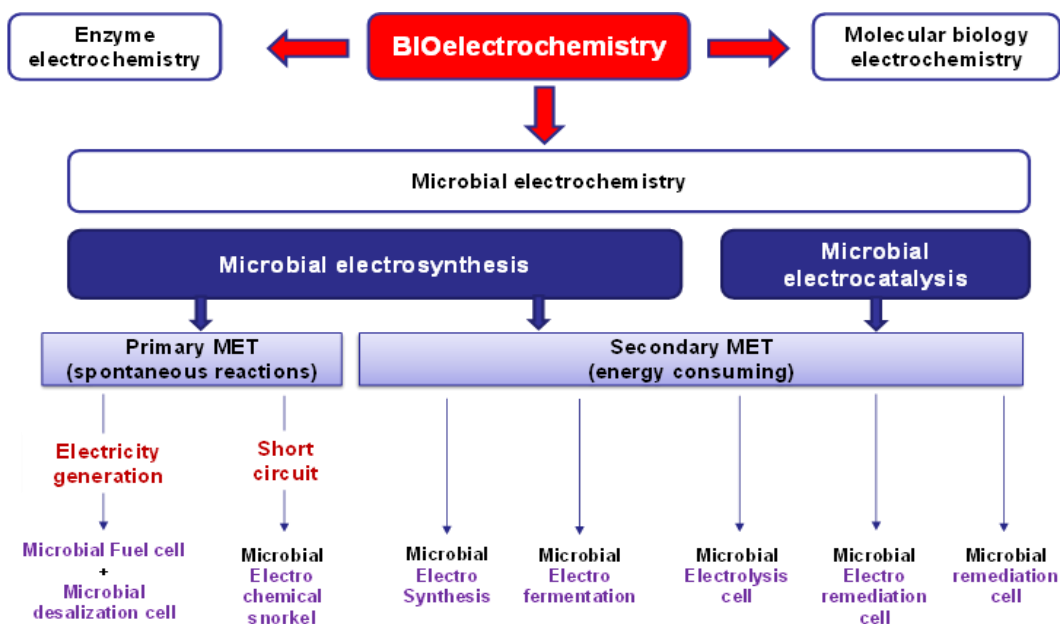 Enzyme
electrochemistry
BIOelectrochemistry
Molecular biology
electrochemistry
Microbial electrochemistry
Microbial electrosynthesis
Microbial
electrocatalysis
Primary MET
(spontaneous reactions)
Secondary MET
(energy consuming)
Electricity
generation
Short
circuit
Microbial Fuel cell
+
Microbial
desalization cell
Microbial
Electro
chemical
snorkel
Microbial
Electro
Synthesis
Microbial
Electro
fermentation
Microbial
Electrolysis
cell
Microbial
Electro
remediation
cell
Microbial
remediation cell